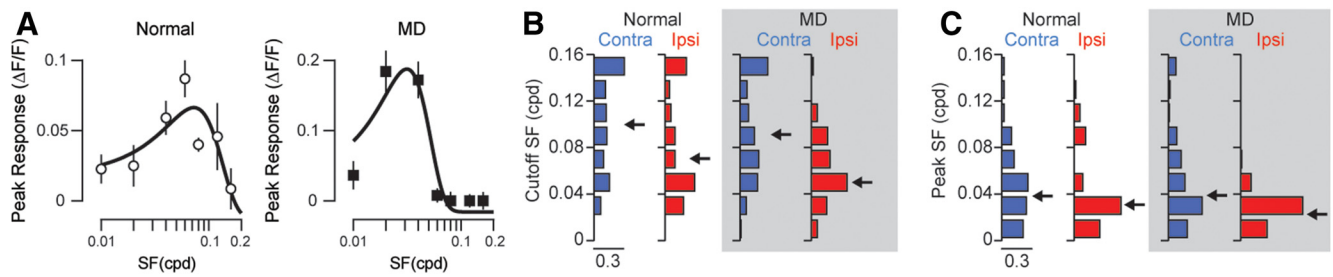 A
Normal
Peak Response (ΔF/F)
0.1
0.05
0
0.01
0.1
0.2
SF(cpd)
MD
Peak Response (ΔF/F)
0.2
0.1
0
0.01
0.1
0.2
SF(cpd)
B
Normal
Contra Ipsi
MD
Contra Ipsi
Cutoff SF (cpd)
0.16
0.12
0.08
0.04
0
0.3
C
Normal
Contra Ipsi
MD
Contra Ipsi
Peak SF (cpd)
0.16
0.12
0.08
0.04
0
0.3